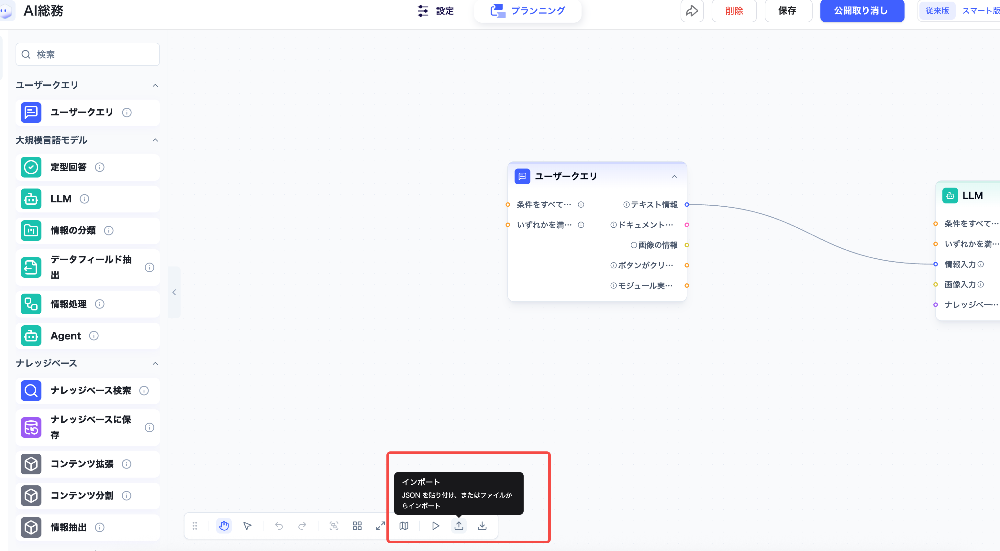 AI総務
設定
プランニング
削除
保存
公開取り消し
従来版
スマート版
検索
ユーザークエリ
ユーザークエリ
大規模言語モデル
定型回答
LLM
情報の分類
データフィールド抽
出
情報処理
Agent
ナレッジベース
ナレッジベース検索
ナレッジベースに保
存
コンテンツ拡張
コンテンツ分割
情報抽出
ユーザークエリ
条件をすべて…
テキスト情報
いずれかを満…
ドキュメント…
画像の情報
ボタンがクリ…
モジュール実…
LLM
条件をすべて…
いずれかを満…
情報入力
画像入力
ナレッジベー…
インポート
JSON を貼り付け、またはファイルか
らインポート